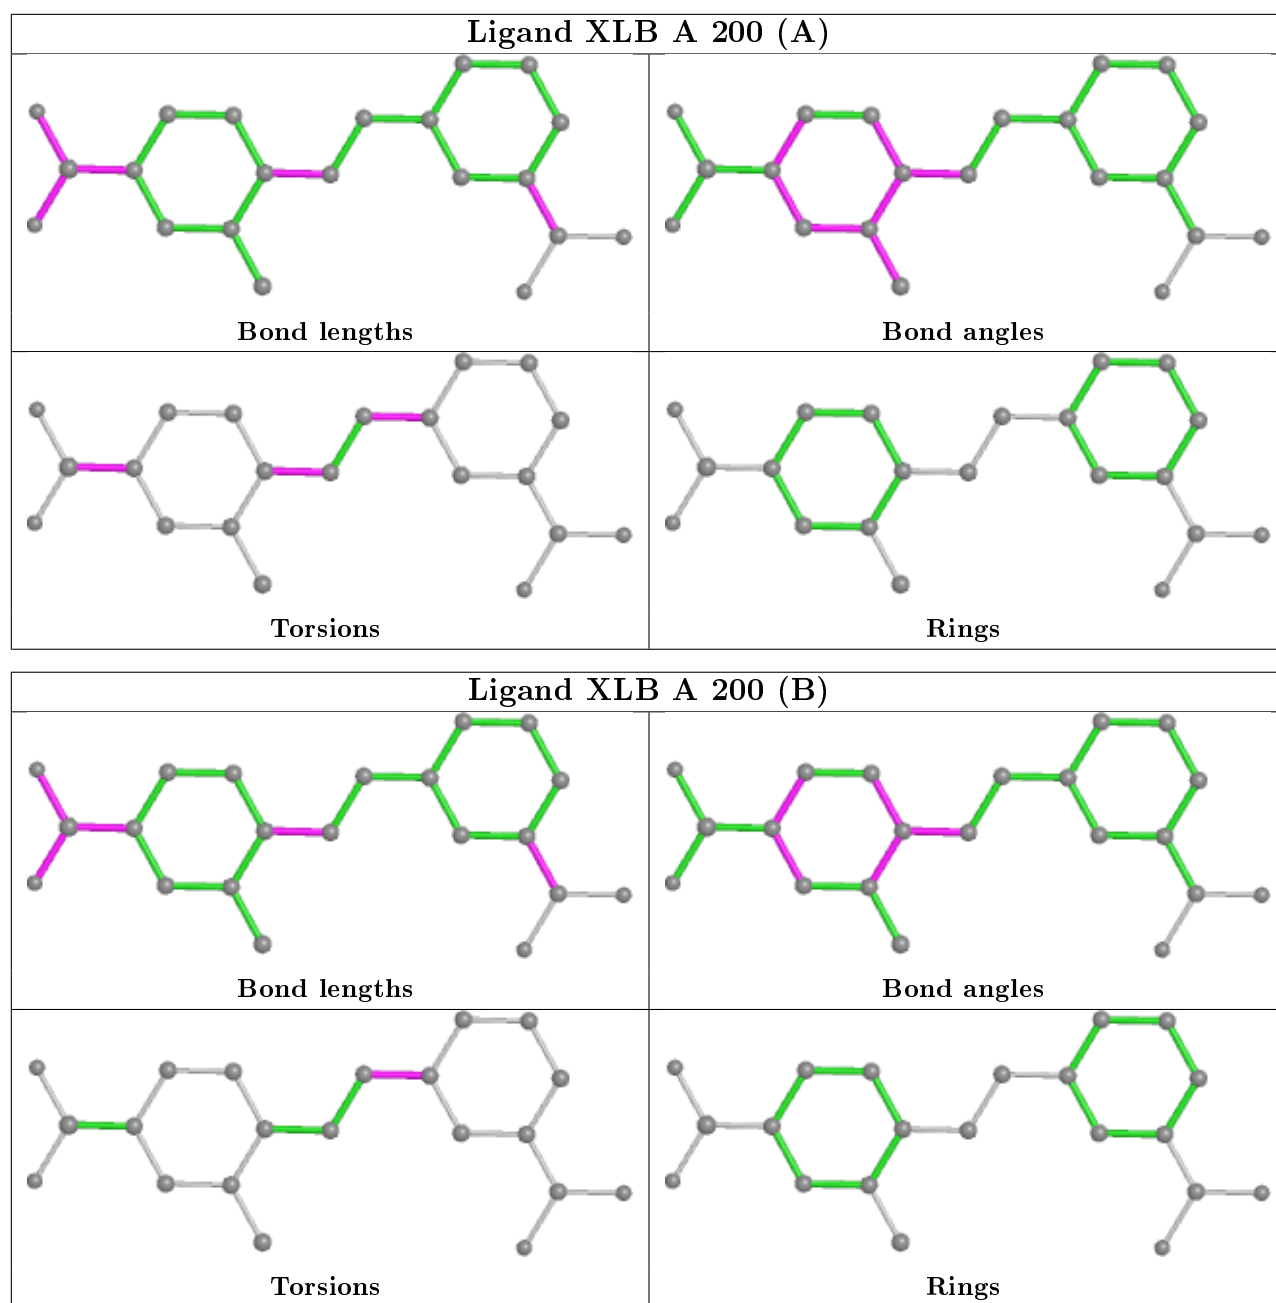 Ligand XLB A 200 (A)
Bond lengths
Bond angles
Torsions
Rings
Ligand XLB A 200 (B)
Bond lengths
Bond angles
Torsions
Rings